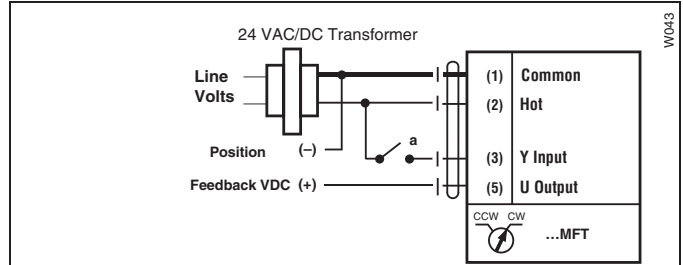 24 VAC/DC Transformer
Line
Volts
(1) Common
(2) Hot
a
Position (–)
(3) Y Input
Feedback VDC (+)
(5) U Output
CCW CW
...MFT
W043